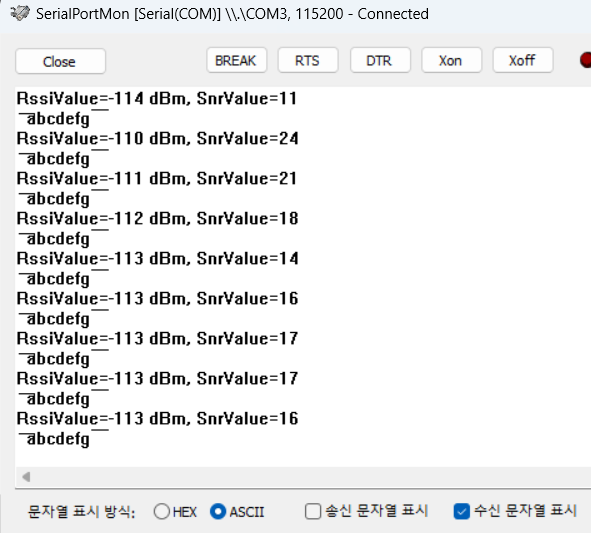 SerialPortMon [Serial(COM)] \\.\COM3, 115200 - Connected
Close BREAK RTS DTR Xon Xoff
RssiValue=-114 dBm, SnrValue=11
‾‾abcdefg‾‾
RssiValue=-110 dBm, SnrValue=24
‾‾abcdefg‾‾
RssiValue=-111 dBm, SnrValue=21
‾‾abcdefg‾‾
RssiValue=-112 dBm, SnrValue=18
‾‾abcdefg‾‾
RssiValue=-113 dBm, SnrValue=14
‾‾abcdefg‾‾
RssiValue=-113 dBm, SnrValue=16
‾‾abcdefg‾‾
RssiValue=-113 dBm, SnrValue=17
‾‾abcdefg‾‾
RssiValue=-113 dBm, SnrValue=17
‾‾abcdefg‾‾
RssiValue=-113 dBm, SnrValue=16
‾‾abcdefg‾‾
문자열 표시 방식: HEX ASCII 송신 문자열 표시 수신 문자열 표시